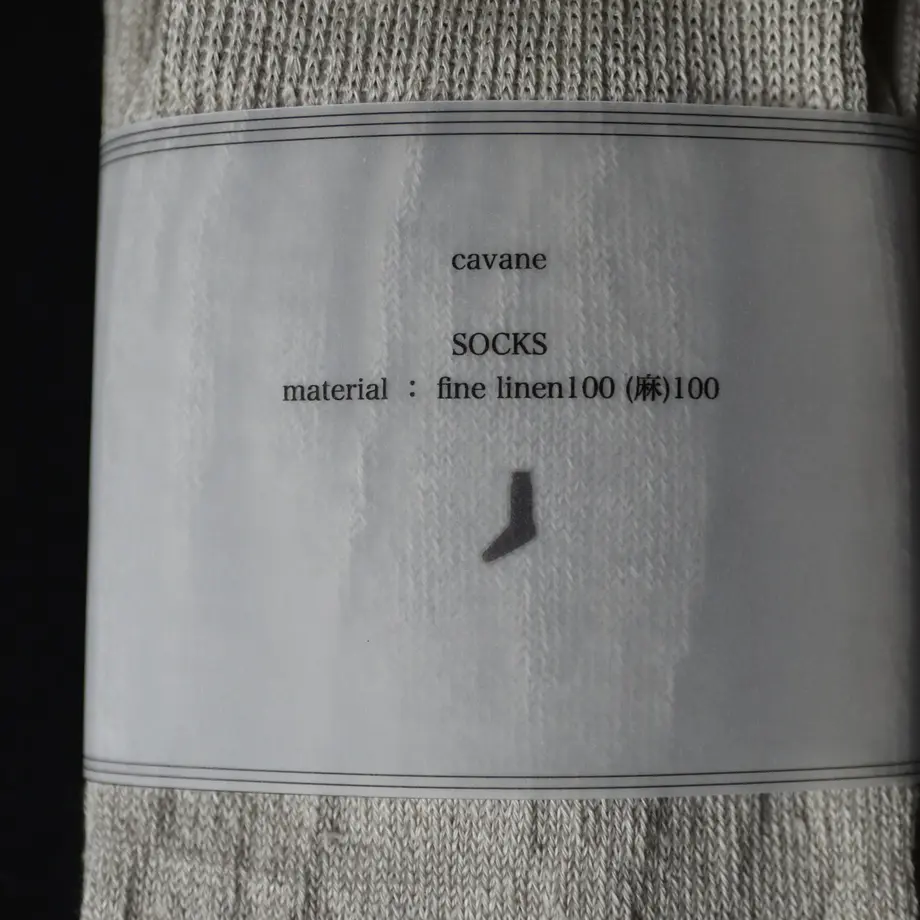 cavane
SOCKS
material : fine linen100 (麻)100